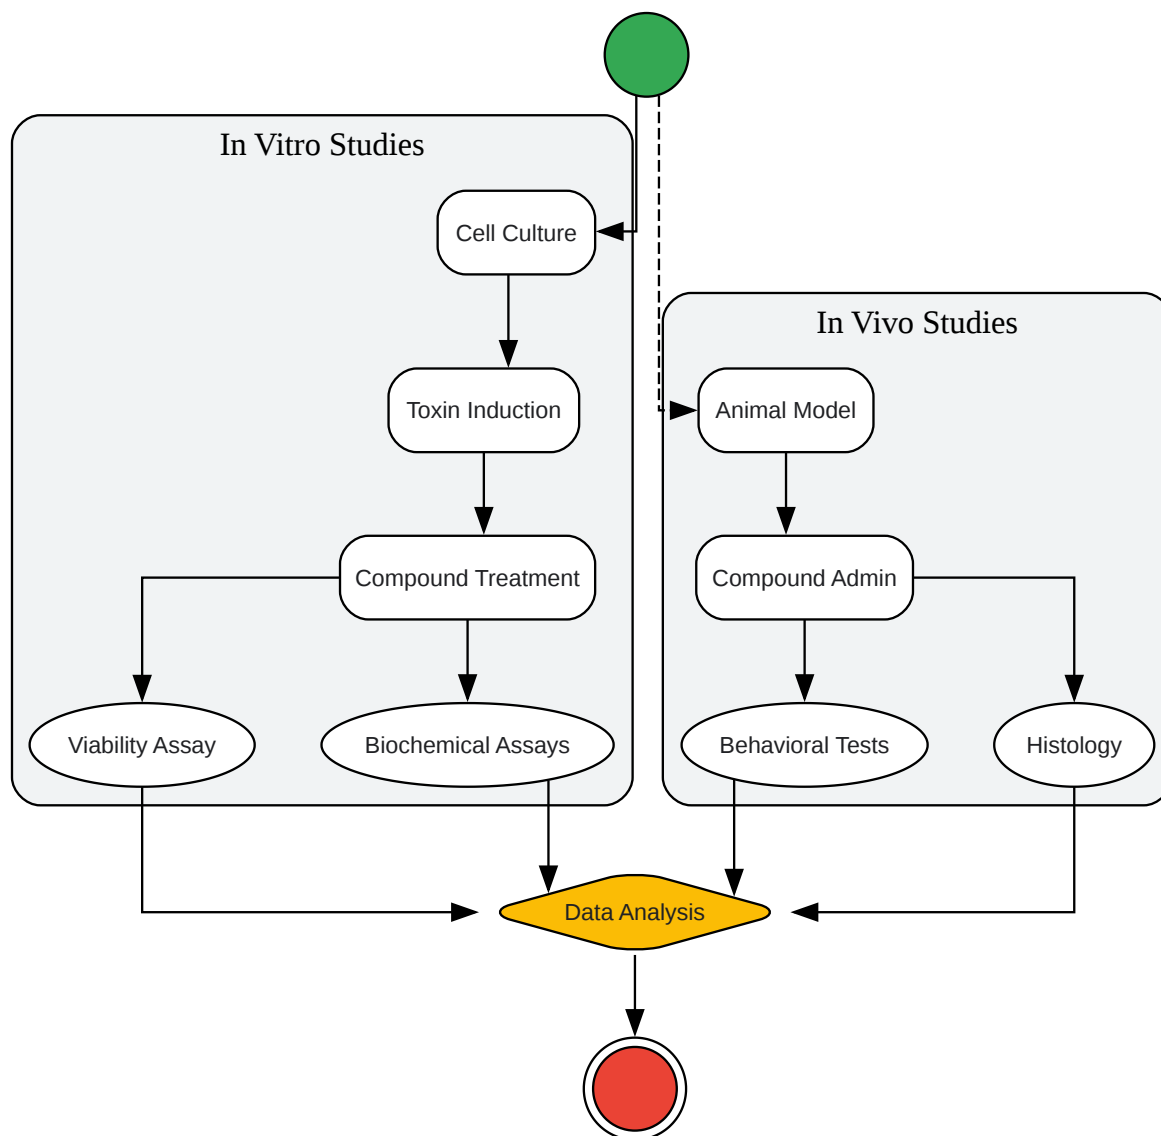 In Vitro Studies
Cell Culture
Toxin Induction
Compound Treatment
Viability Assay
Biochemical Assays
In Vivo Studies
Animal Model
Compound Admin
Behavioral Tests
Histology
Data Analysis